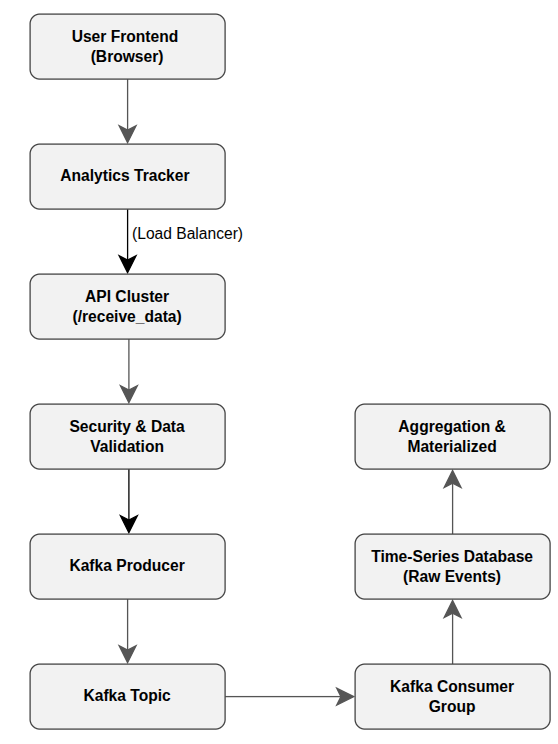 User Frontend
(Browser)
Analytics Tracker
(Load Balancer)
API Cluster
(/receive_data)
Security & Data
Validation
Kafka Producer
Kafka Topic
Kafka Consumer
Group
Time-Series Database
(Raw Events)
Aggregation &
Materialized